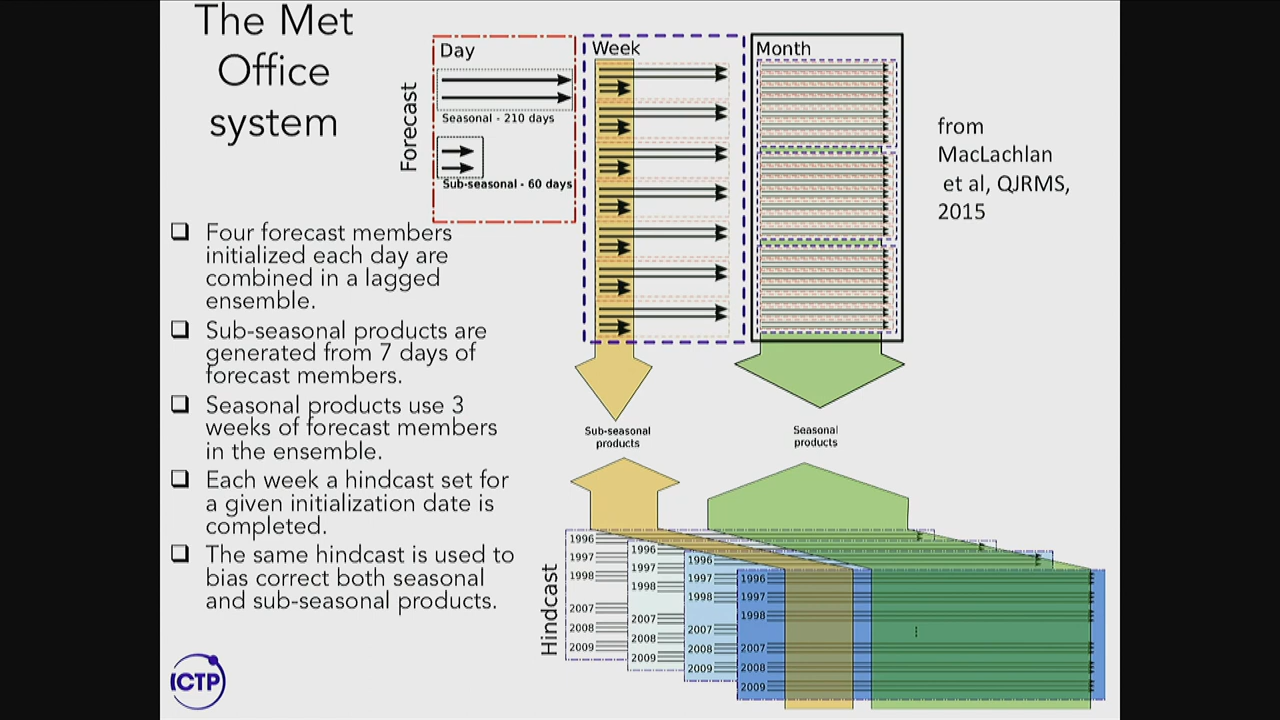 The Met
Office
system
Forecast
Day
Seasonal - 210 days
Sub-seasonal - 60 days
Week
Month
from
MacLachlan
et al, QJRMS,
2015
❑ Four forecast members
initialized each day are
combined in a lagged
ensemble.
❑ Sub-seasonal products are
generated from 7 days of
forecast members.
❑ Seasonal products use 3
weeks of forecast members
in the ensemble.
❑ Each week a hindcast set for
a given initialization date is
completed.
❑ The same hindcast is used to
bias correct both seasonal
and sub-seasonal products.
Sub-seasonal
products
Seasonal
products
Hindcast
1996
1997
1998
2007
2008
2009
1996
1997
1998
2007
2008
2009
1996
1997
1998
2007
2008
2009
1996
1997
1998
2007
2008
2009
ICTP